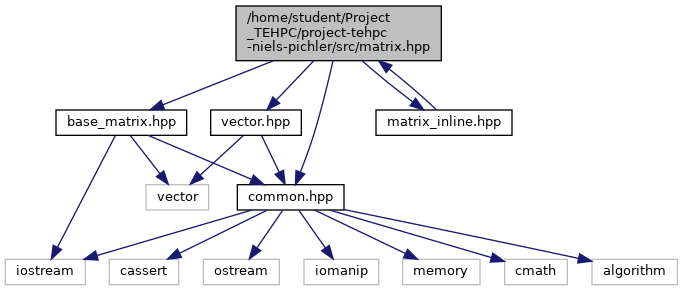 /home/student/Project
_TEHPC/project-tehpc
-niels-pichler/src/matrix.hpp
base_matrix.hpp
vector.hpp
matrix_inline.hpp
vector
common.hpp
iostream
cassert
ostream
iomanip
memory
cmath
algorithm